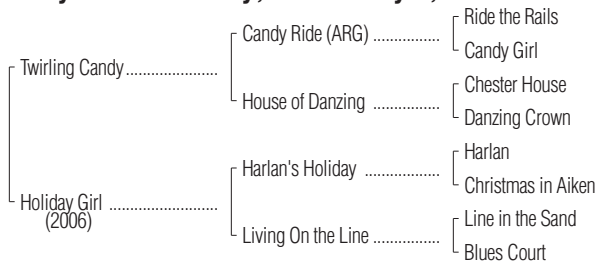 Ride the Rails
Candy Ride (ARG) ................
Candy Girl
Twirling Candy ......................
Chester House
House of Danzing ................
Danzing Crown
Harlan
Harlan's Holiday ..................
Christmas in Aiken
Holiday Girl ..........................
(2006)
Line in the Sand
Living On the Line ................
Blues Court